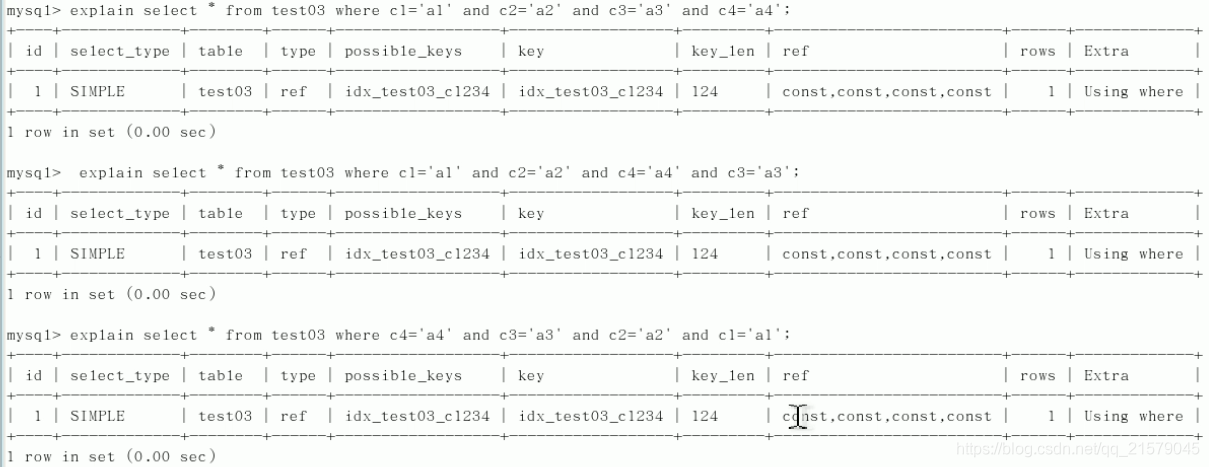 mysql> explain select * from test03 where c1='a1' and c2='a2' and c3='a3' and c4='a4';
+----+-------------+--------+------+-----------------+-----------------+---------+-------------------------+------+-------------+
| id | select_type | table | type | possible_keys | key | key_len | ref | rows | Extra |
+----+-------------+--------+------+-----------------+-----------------+---------+-------------------------+------+-------------+
| 1 | SIMPLE | test03 | ref | idx_test03_c1234 | idx_test03_c1234 | 124 | const,const,const,const | 1 | Using where |
+----+-------------+--------+------+-----------------+-----------------+---------+-------------------------+------+-------------+
1 row in set (0.00 sec)
mysql>  explain select * from test03 where c1='a1' and c2='a2' and c4='a4' and c3='a3';
+----+-------------+--------+------+-----------------+-----------------+---------+-------------------------+------+-------------+
| id | select_type | table | type | possible_keys | key | key_len | ref | rows | Extra |
+----+-------------+--------+------+-----------------+-----------------+---------+-------------------------+------+-------------+
| 1 | SIMPLE | test03 | ref | idx_test03_c1234 | idx_test03_c1234 | 124 | const,const,const,const | 1 | Using where |
+----+-------------+--------+------+-----------------+-----------------+---------+-------------------------+------+-------------+
1 row in set (0.00 sec)
mysql> explain select * from test03 where c4='a4' and c3='a3' and c2='a2' and c1='a1';
+----+-------------+--------+------+-----------------+-----------------+---------+-------------------------+------+-------------+
| id | select_type | table | type | possible_keys | key | key_len | ref | rows | Extra |
+----+-------------+--------+------+-----------------+-----------------+---------+-------------------------+------+-------------+
| 1 | SIMPLE | test03 | ref | idx_test03_c1234 | idx_test03_c1234 | 124 | const,const,const,const | 1 | Using where |
+----+-------------+--------+------+-----------------+-----------------+---------+-------------------------+------+-------------+
1 row in set (0.00 sec)
https://blog.csdn.net/qq_21579045